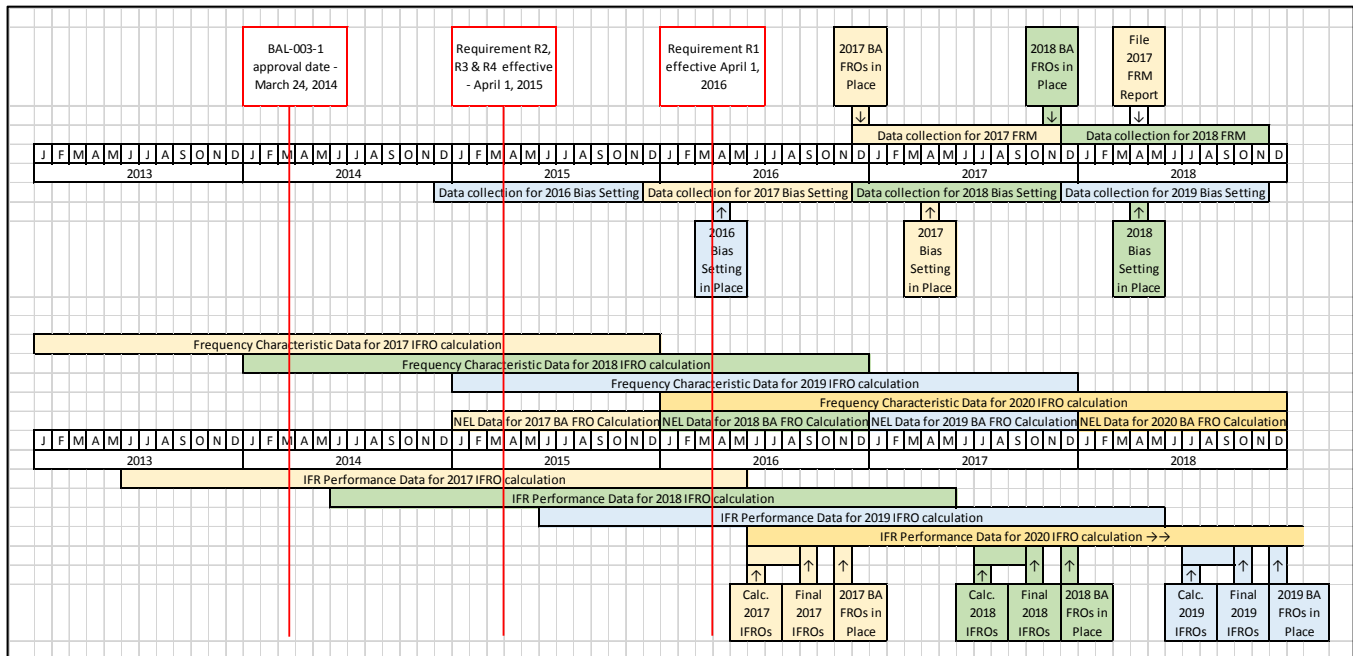 BAL-003-1
approval date -
March 24, 2014
Requirement R2,
R3 & R4 effective
- April 1, 2015
Requirement R1
effective April 1,
2016
2017 BA
FROs in
Place
2018 BA
FROs in
Place
File
2017
FRM
Report
↓ ↓ ↓
Data collection for 2017 FRM Data collection for 2018 FRM
J F M A M J J A S O N D J F M A M J J A S O N D J F M A M J J A S O N D J F M A M J J A S O N D J F M A M J J A S O N D J F M A M J J A S O N D
2013 2014 2015 2016 2017 2018
Data collection for 2016 Bias Setting Data collection for 2017 Bias Setting Data collection for 2018 Bias Setting Data collection for 2019 Bias Setting
↑ ↑ ↑
2016
Bias
Setting
in Place
2017
Bias
Setting
in Place
2018
Bias
Setting
in Place
Frequency Characteristic Data for 2017 IFRO calculation
Frequency Characteristic Data for 2018 IFRO calculation
Frequency Characteristic Data for 2019 IFRO calculation
Frequency Characteristic Data for 2020 IFRO calculation
NEL Data for 2017 BA FRO Calculation NEL Data for 2018 BA FRO Calculation NEL Data for 2019 BA FRO Calculation NEL Data for 2020 BA FRO Calculation
J F M A M J J A S O N D J F M A M J J A S O N D J F M A M J J A S O N D J F M A M J J A S O N D J F M A M J J A S O N D J F M A M J J A S O N D
2013 2014 2015 2016 2017 2018
IFR Performance Data for 2017 IFRO calculation
IFR Performance Data for 2018 IFRO calculation
IFR Performance Data for 2019 IFRO calculation
IFR Performance Data for 2020 IFRO calculation →→
↑ ↑ ↑ ↑ ↑ ↑ ↑ ↑ ↑
Calc.
2017
IFROs
Final
2017
IFROs
2017 BA
FROs in
Place
Calc.
2018
IFROs
Final
2018
IFROs
2018 BA
FROs in
Place
Calc.
2019
IFROs
Final
2019
IFROs
2019 BA
FROs in
Place